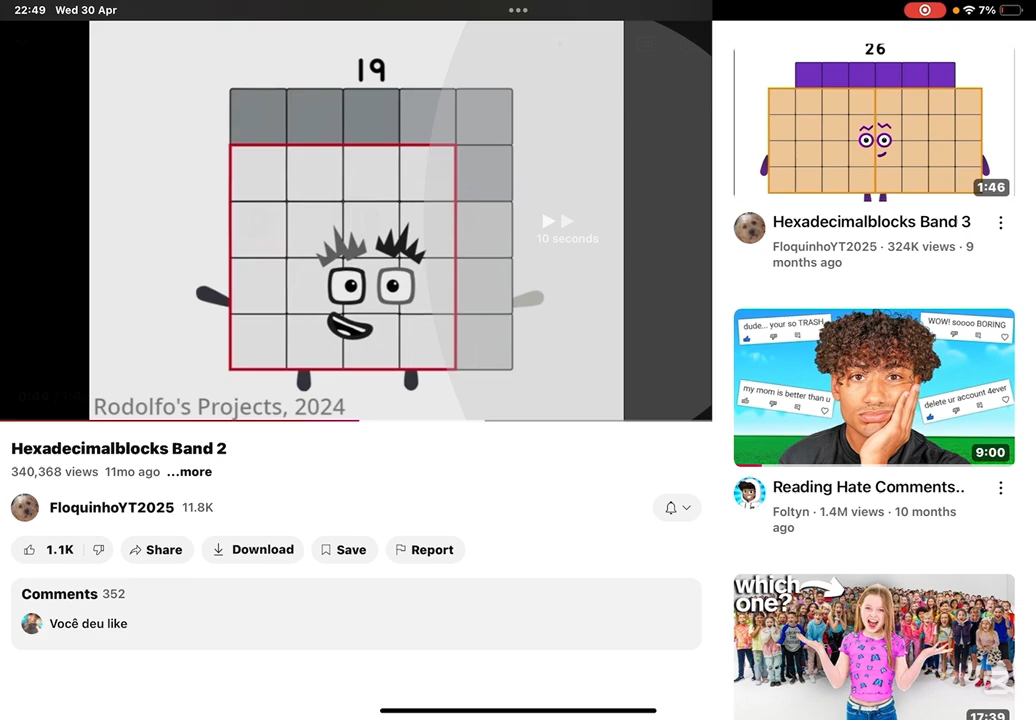 22:49 Wed 30 Apr
7%
19
10 seconds
Rodolfo's Projects, 2024
Hexadecimalblocks Band 2
340,368 views 11mo ago ...more
FloquinhoYT2025 11.8K
1.1K Share Download Save Report
Comments 352
Você deu like
26
1:46
Hexadecimalblocks Band 3
FloquinhoYT2025 · 324K views · 9
months ago
dude... your so TRASH
WOW! soooo BORING
my mom is better than u
delete ur account 4ever
9:00
Reading Hate Comments..
Foltyn · 1.4M views · 10 months
ago
which
one?
17:39